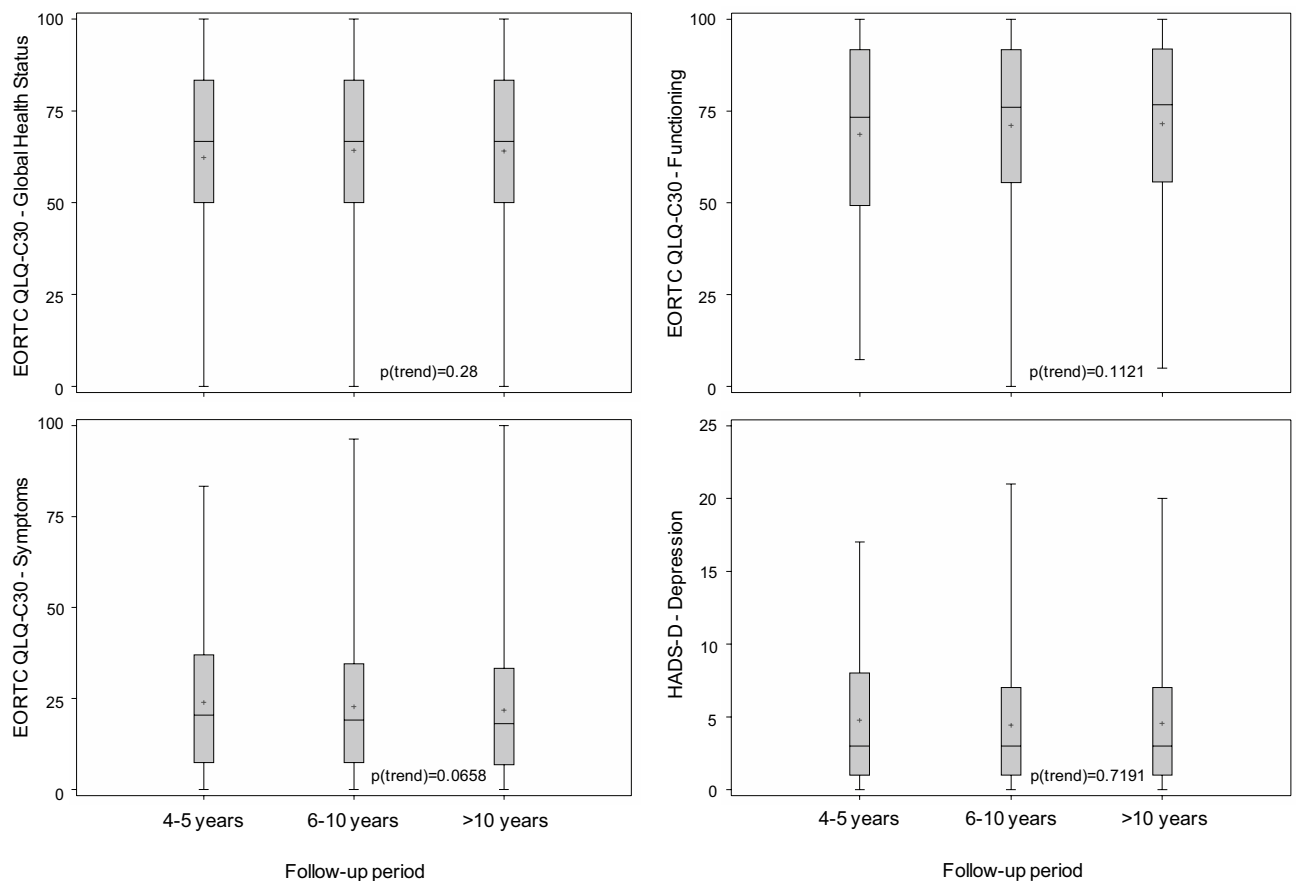 EORTC QLQ-C30 - Global Health Status
100
75
50
25
0
p(trend)=0.28
EORTC QLQ-C30 - Functioning
100
75
50
25
0
p(trend)=0.1121
EORTC QLQ-C30 - Symptoms
100
75
50
25
0
p(trend)=0.0658
4-5 years 6-10 years >10 years
Follow-up period
HADS-D - Depression
25
20
15
10
5
0
p(trend)=0.7191
4-5 years 6-10 years >10 years
Follow-up period